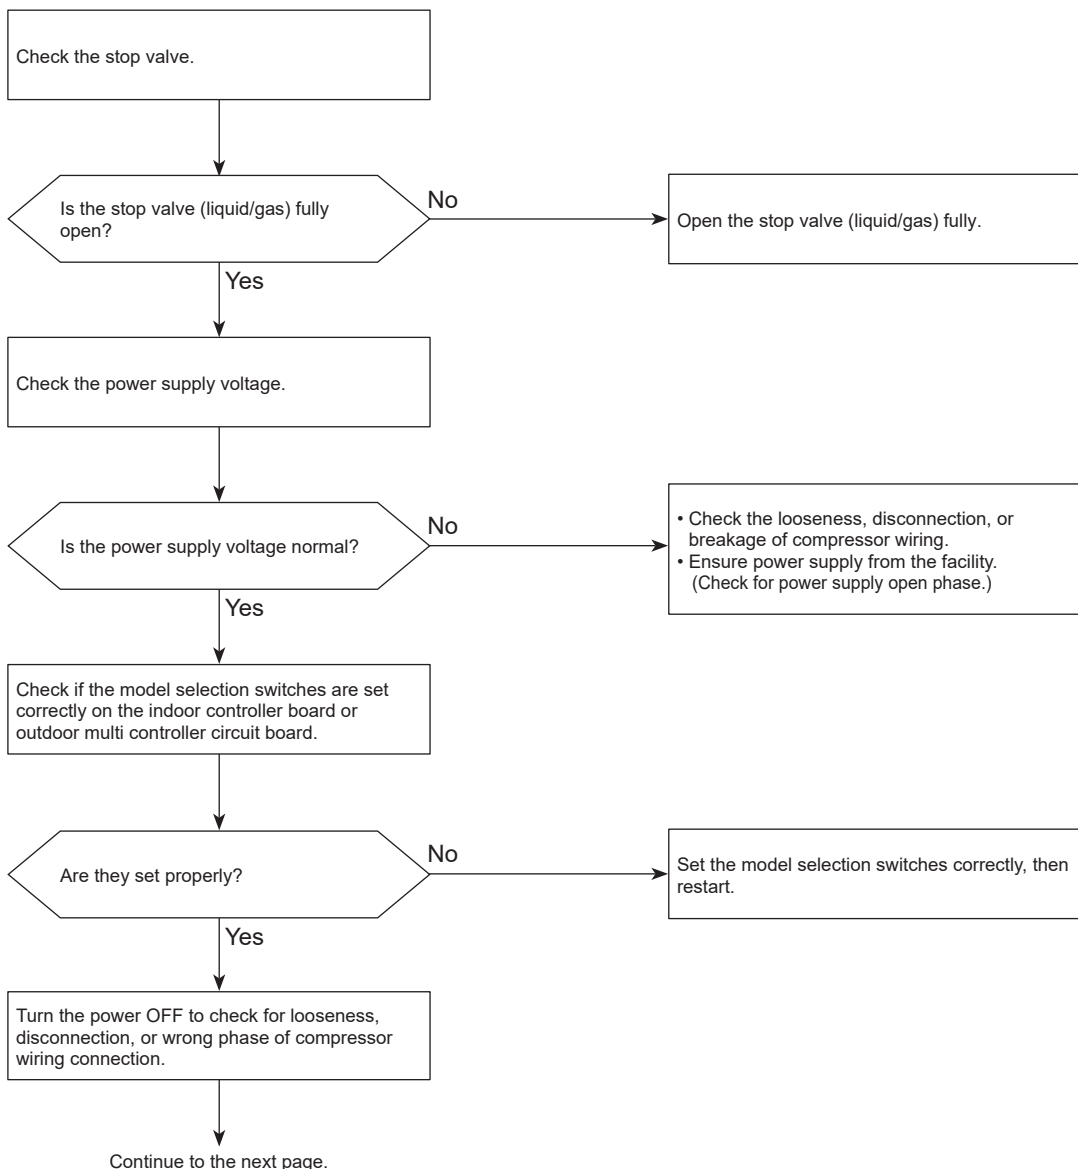 Check the stop valve.
Is the stop valve (liquid/gas) fully
open?
No
Open the stop valve (liquid/gas) fully.
Yes
Check the power supply voltage.
Is the power supply voltage normal?
No
• Check the looseness, disconnection, or
breakage of compressor wiring.
• Ensure power supply from the facility.
(Check for power supply open phase.)
Yes
Check if the model selection switches are set
correctly on the indoor controller board or
outdoor multi controller circuit board.
Are they set properly?
No
Set the model selection switches correctly, then
restart.
Yes
Turn the power OFF to check for looseness,
disconnection, or wrong phase of compressor
wiring connection.
Continue to the next page.